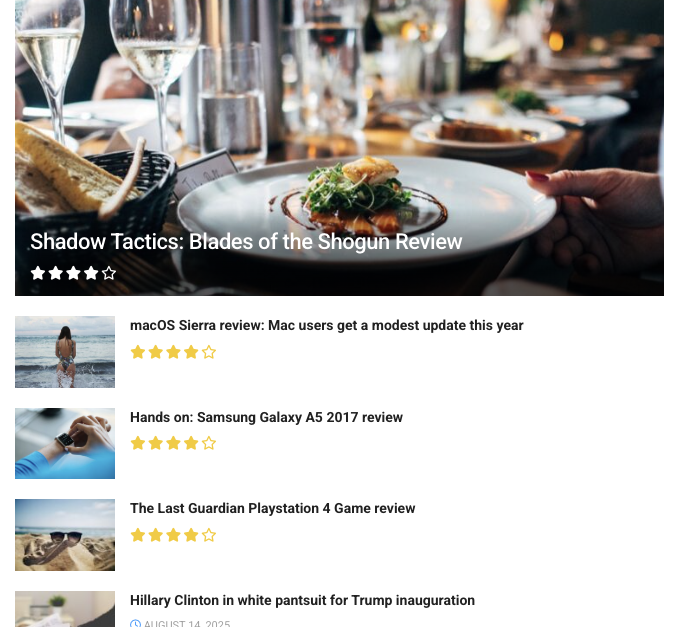 Shadow Tactics: Blades of the Shogun Review
macOS Sierra review: Mac users get a modest update this year
Hands on: Samsung Galaxy A5 2017 review
The Last Guardian Playstation 4 Game review
Hillary Clinton in white pantsuit for Trump inauguration
AUGUST 14, 2025